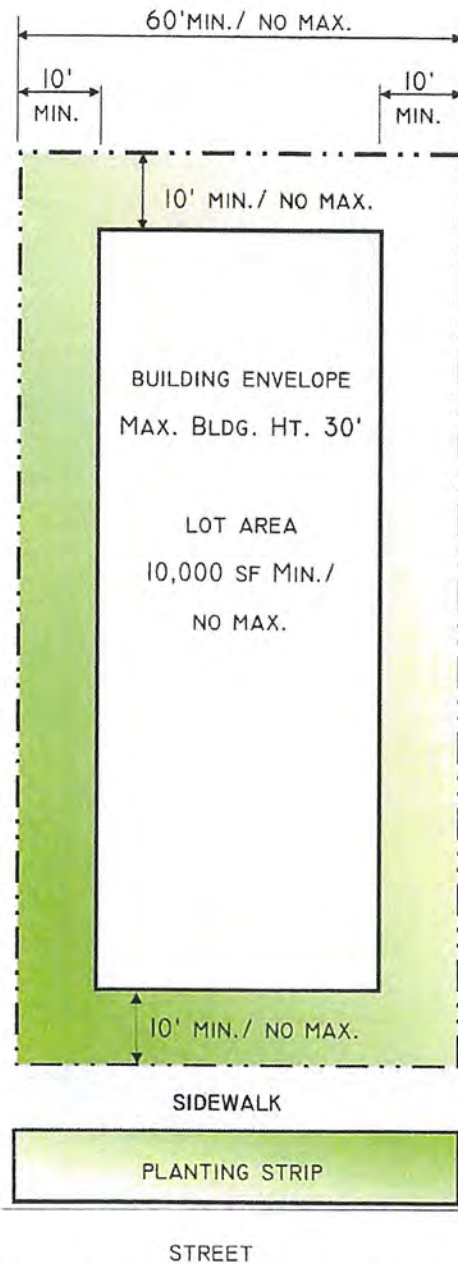 60'MIN./ NO MAX.
10' MIN.
10' MIN.
10' MIN./ NO MAX.
BUILDING ENVELOPE
MAX. BLDG. HT. 30'
LOT AREA
10,000 SF MIN./
NO MAX.
10' MIN./ NO MAX.
SIDEWALK
PLANTING STRIP
STREET